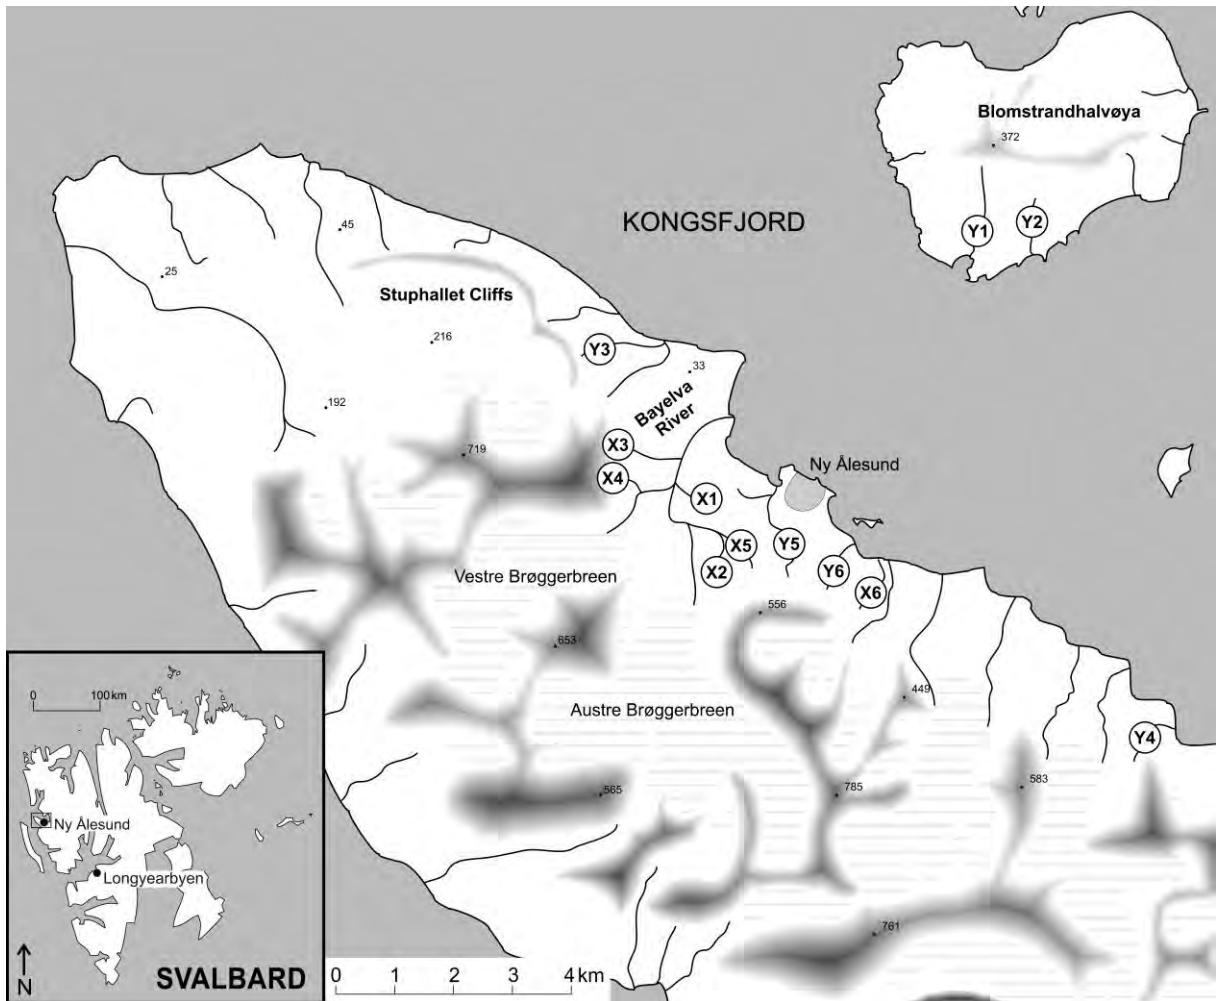 Blomstrandhalvøya
372
KONGSFJORD
Y1
Y2
45
25
Stuphallet Cliffs
216
Y3
33
192
Bayelva
River
719
X3
X4
X1
Ny Ålesund
X5
Y5
X2
Y6
X6
Vestre Brøggerbreen
556
653
449
Austre Brøggerbreen
Y4
565
785
583
761
0 100 km
Ny Ålesund
Longyearbyen
N
SVALBARD
0 1 2 3 4 km